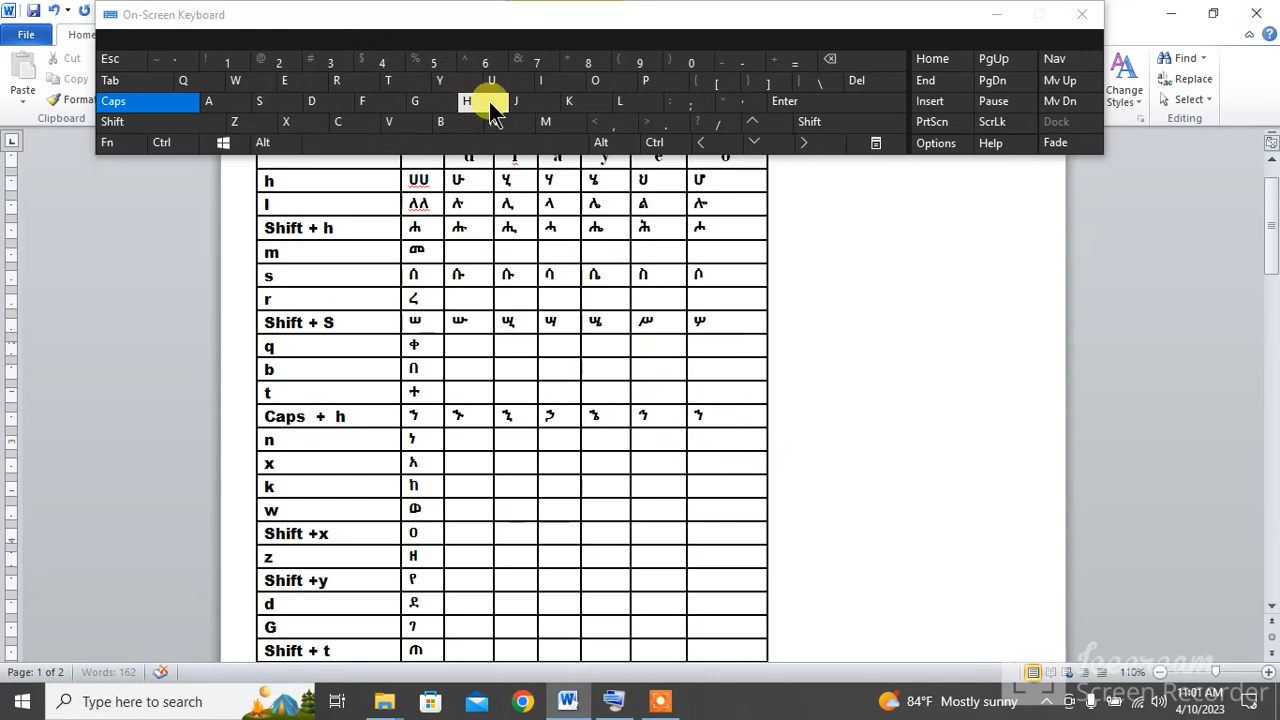 On-Screen Keyboard
File Home
Cut
Copy
Format
Paste
Clipboard
Change
Styles
Find
Replace
Select
Editing
Esc ~ ` ! 1 @ 2 # 3 $ 4 % 5 ^ 6 & 7 * 8 ( 9 ) 0 _ - + = Home PgUp Nav
Tab Q W E R T Y U I O P { [ } ] | \ Del End PgDn Mv Up
Caps A S D F G H J K L : ; " ' Enter Insert Pause Mv Dn
Shift Z X C V B M < , > . ? / Shift PrtScn ScrLk Dock
Fn Ctrl Alt Alt Ctrl Options Help Fade
h ሀሀ ሁ ሂ ሃ ሄ ህ ሆ
l ለለ ሉ ሊ ላ ሌ ል ሎ
Shift + h ሐ ሑ ሒ ሓ ሔ ሕ ሖ
m መ
s ሰ ሱ ሱ ሳ ሴ ስ ሶ
r ረ
Shift + S ሠ ሡ ሢ ሣ ሤ ሥ ሦ
q ቀ
b በ
t ተ
Caps + h ኀ ኁ ኂ ኃ ኄ ኅ ኆ
n ነ
x አ
k ከ
w ወ
Shift +x ዐ
z ዘ
Shift +y የ
d ደ
G ገ
Shift + t ጠ
Page: 1 of 2 Words: 162 110%
Type here to search 84°F Mostly sunny 11:01 AM
4/10/2023
Icecream
Screen Recorder